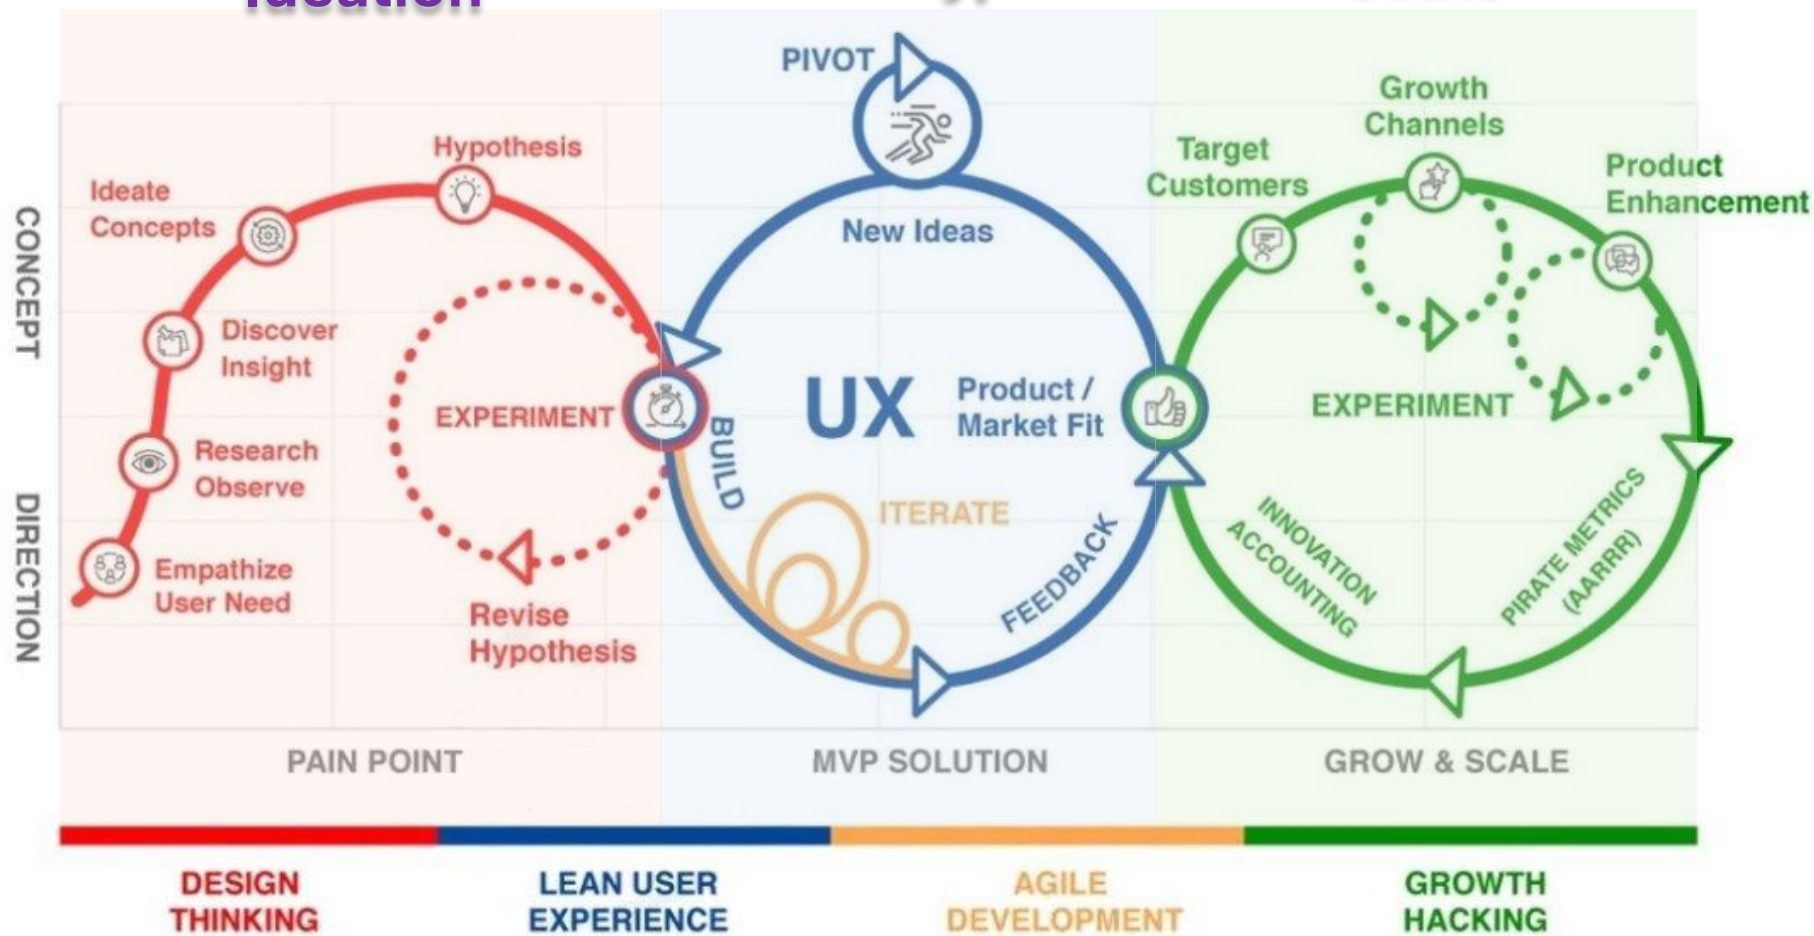 Ideation
PIVOT
Growth
Channels
Hypothesis
Target
Customers
Product
Enhancement
Ideate
Concepts
New Ideas
CONCEPT
Discover
Insight
EXPERIMENT
UX
Product /
Market Fit
EXPERIMENT
BUILD
Research
Observe
ITERATE
FEEDBACK
INNOVATION
ACCOUNTING
PIRATE METRICS
(AARRR)
DIRECTION
Empathize
User Need
Revise
Hypothesis
PAIN POINT
MVP SOLUTION
GROW & SCALE
DESIGN
THINKING
LEAN USER
EXPERIENCE
AGILE
DEVELOPMENT
GROWTH
HACKING